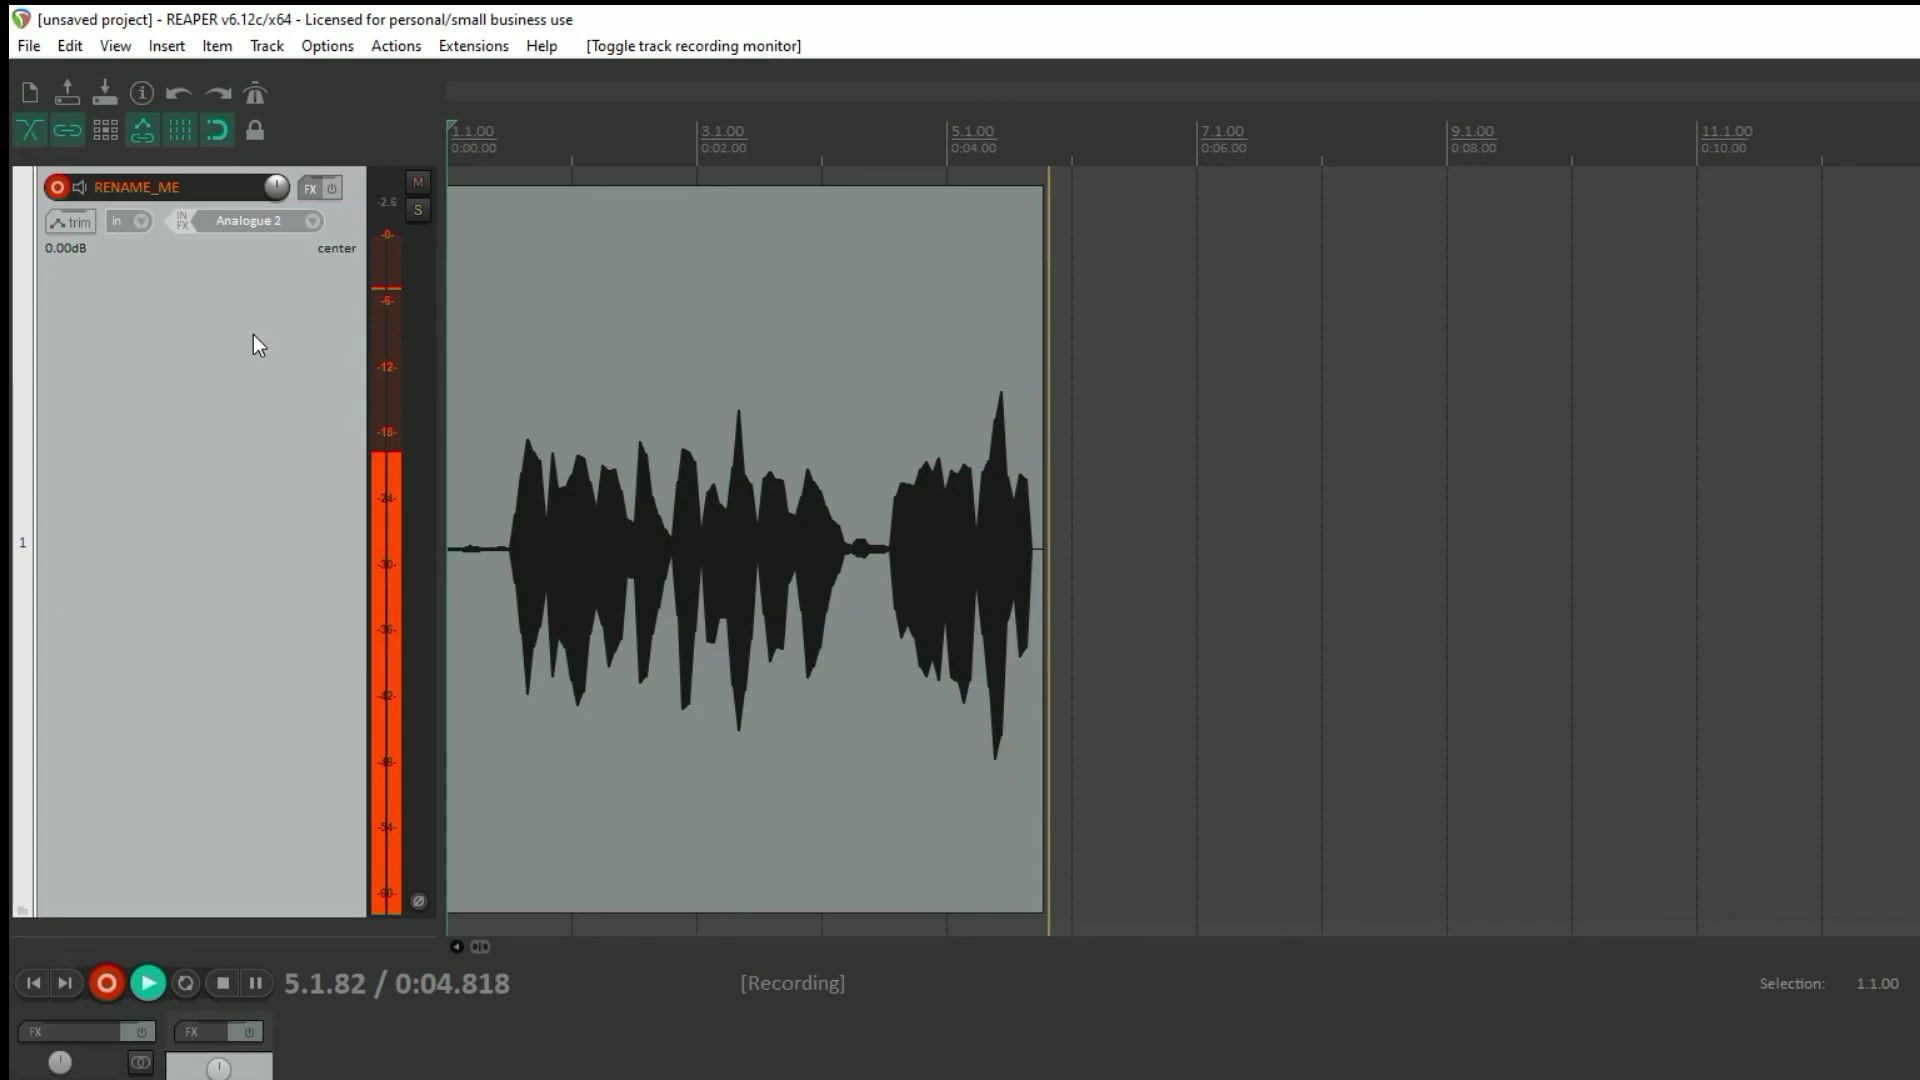 [unsaved project] - REAPER v6.12c/x64 - Licensed for personal/small business use
File Edit View Insert Item Track Options Actions Extensions Help [Toggle track recording monitor]
1.1.00 3.1.00 5.1.00 7.1.00 9.1.00 11.1.00
0:00.00 0:02.00 0:04.00 0:06.00 0:08.00 0:10.00
RENAME_ME FX M
-2.6 S
trim in IN FX Analogue 2
0.00dB center
-0-
-6-
-12-
-18-
-24-
-30-
-36-
-42-
-48-
-54-
-60-
1
5.1.82 / 0:04.818 [Recording] Selection: 1.1.00
FX FX